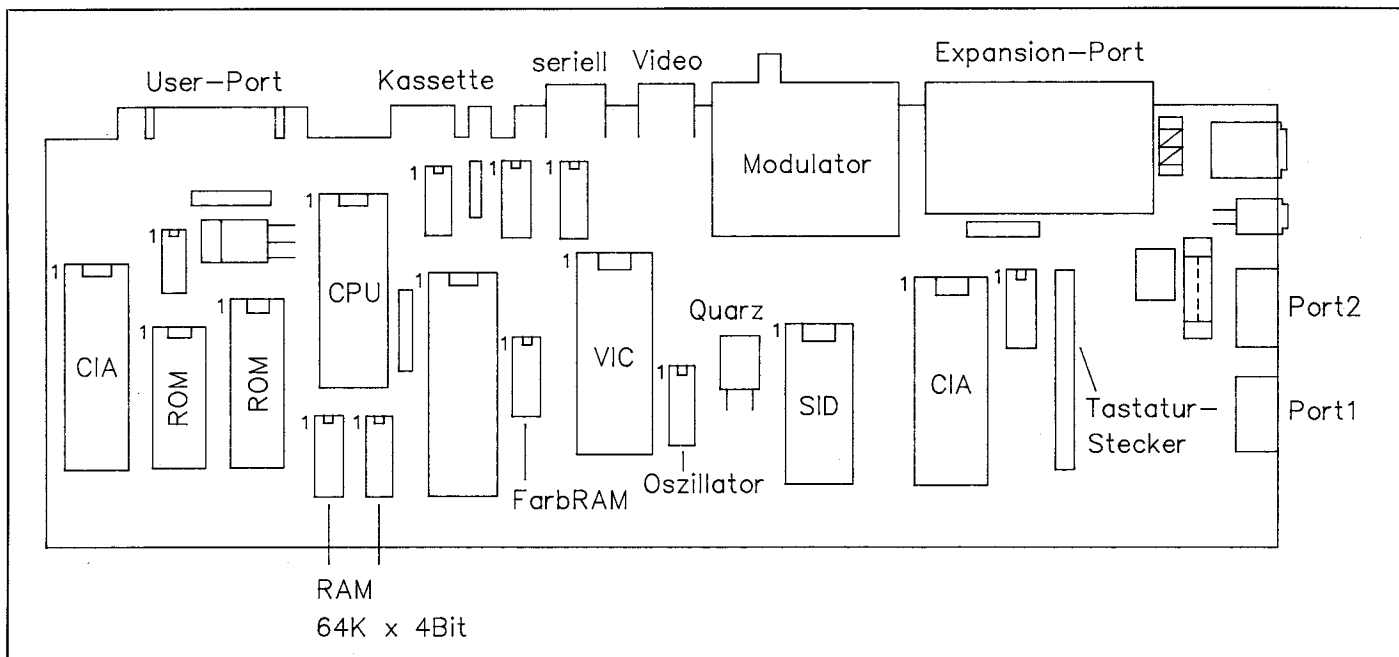 User-Port
Kassette
seriell
Video
Expansion-Port
Modulator
1
1
1
1
1
CPU
1
1
1
1
1
1
CIA
ROM
ROM
1
VIC
Quarz
1
SID
CIA
Port2
Port1
1
1
1
FarbRAM
Oszillator
Tastatur-
Stecker
RAM
64K x 4Bit